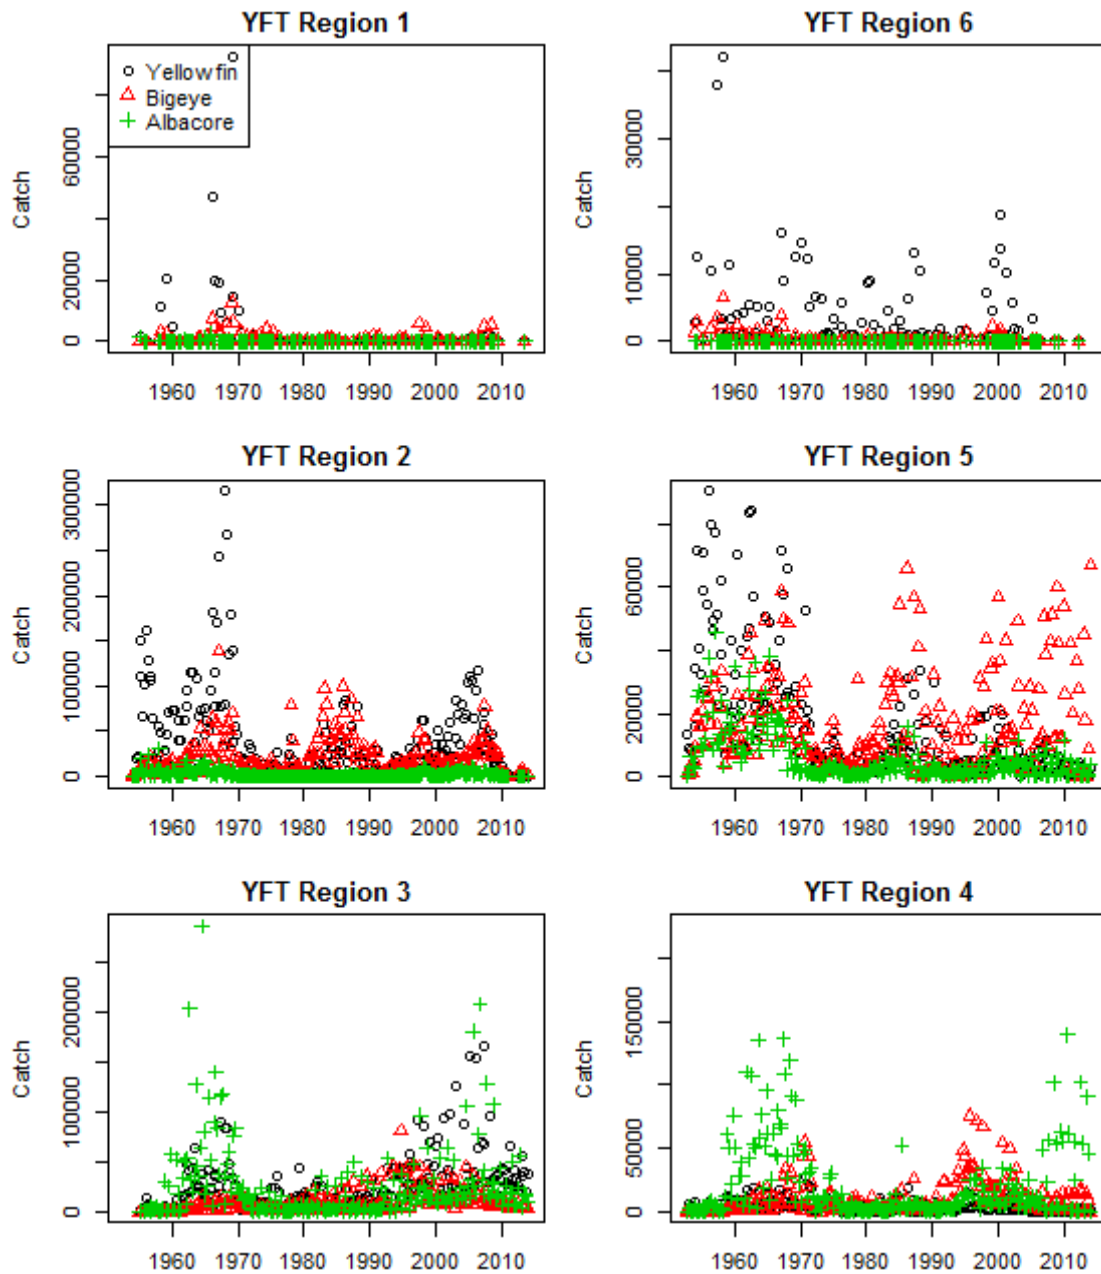 YFT Region 1
Catch
60000
20000
0
Yellowfin
Bigeye
Albacore
1960 1970 1980 1990 2000 2010
YFT Region 6
Catch
30000
10000
0
1960 1970 1980 1990 2000 2010
YFT Region 2
Catch
300000
200000
100000
0
1960 1970 1980 1990 2000 2010
YFT Region 5
Catch
60000
20000
0
1960 1970 1980 1990 2000 2010
YFT Region 3
Catch
200000
100000
0
1960 1970 1980 1990 2000 2010
YFT Region 4
Catch
150000
50000
0
1960 1970 1980 1990 2000 2010